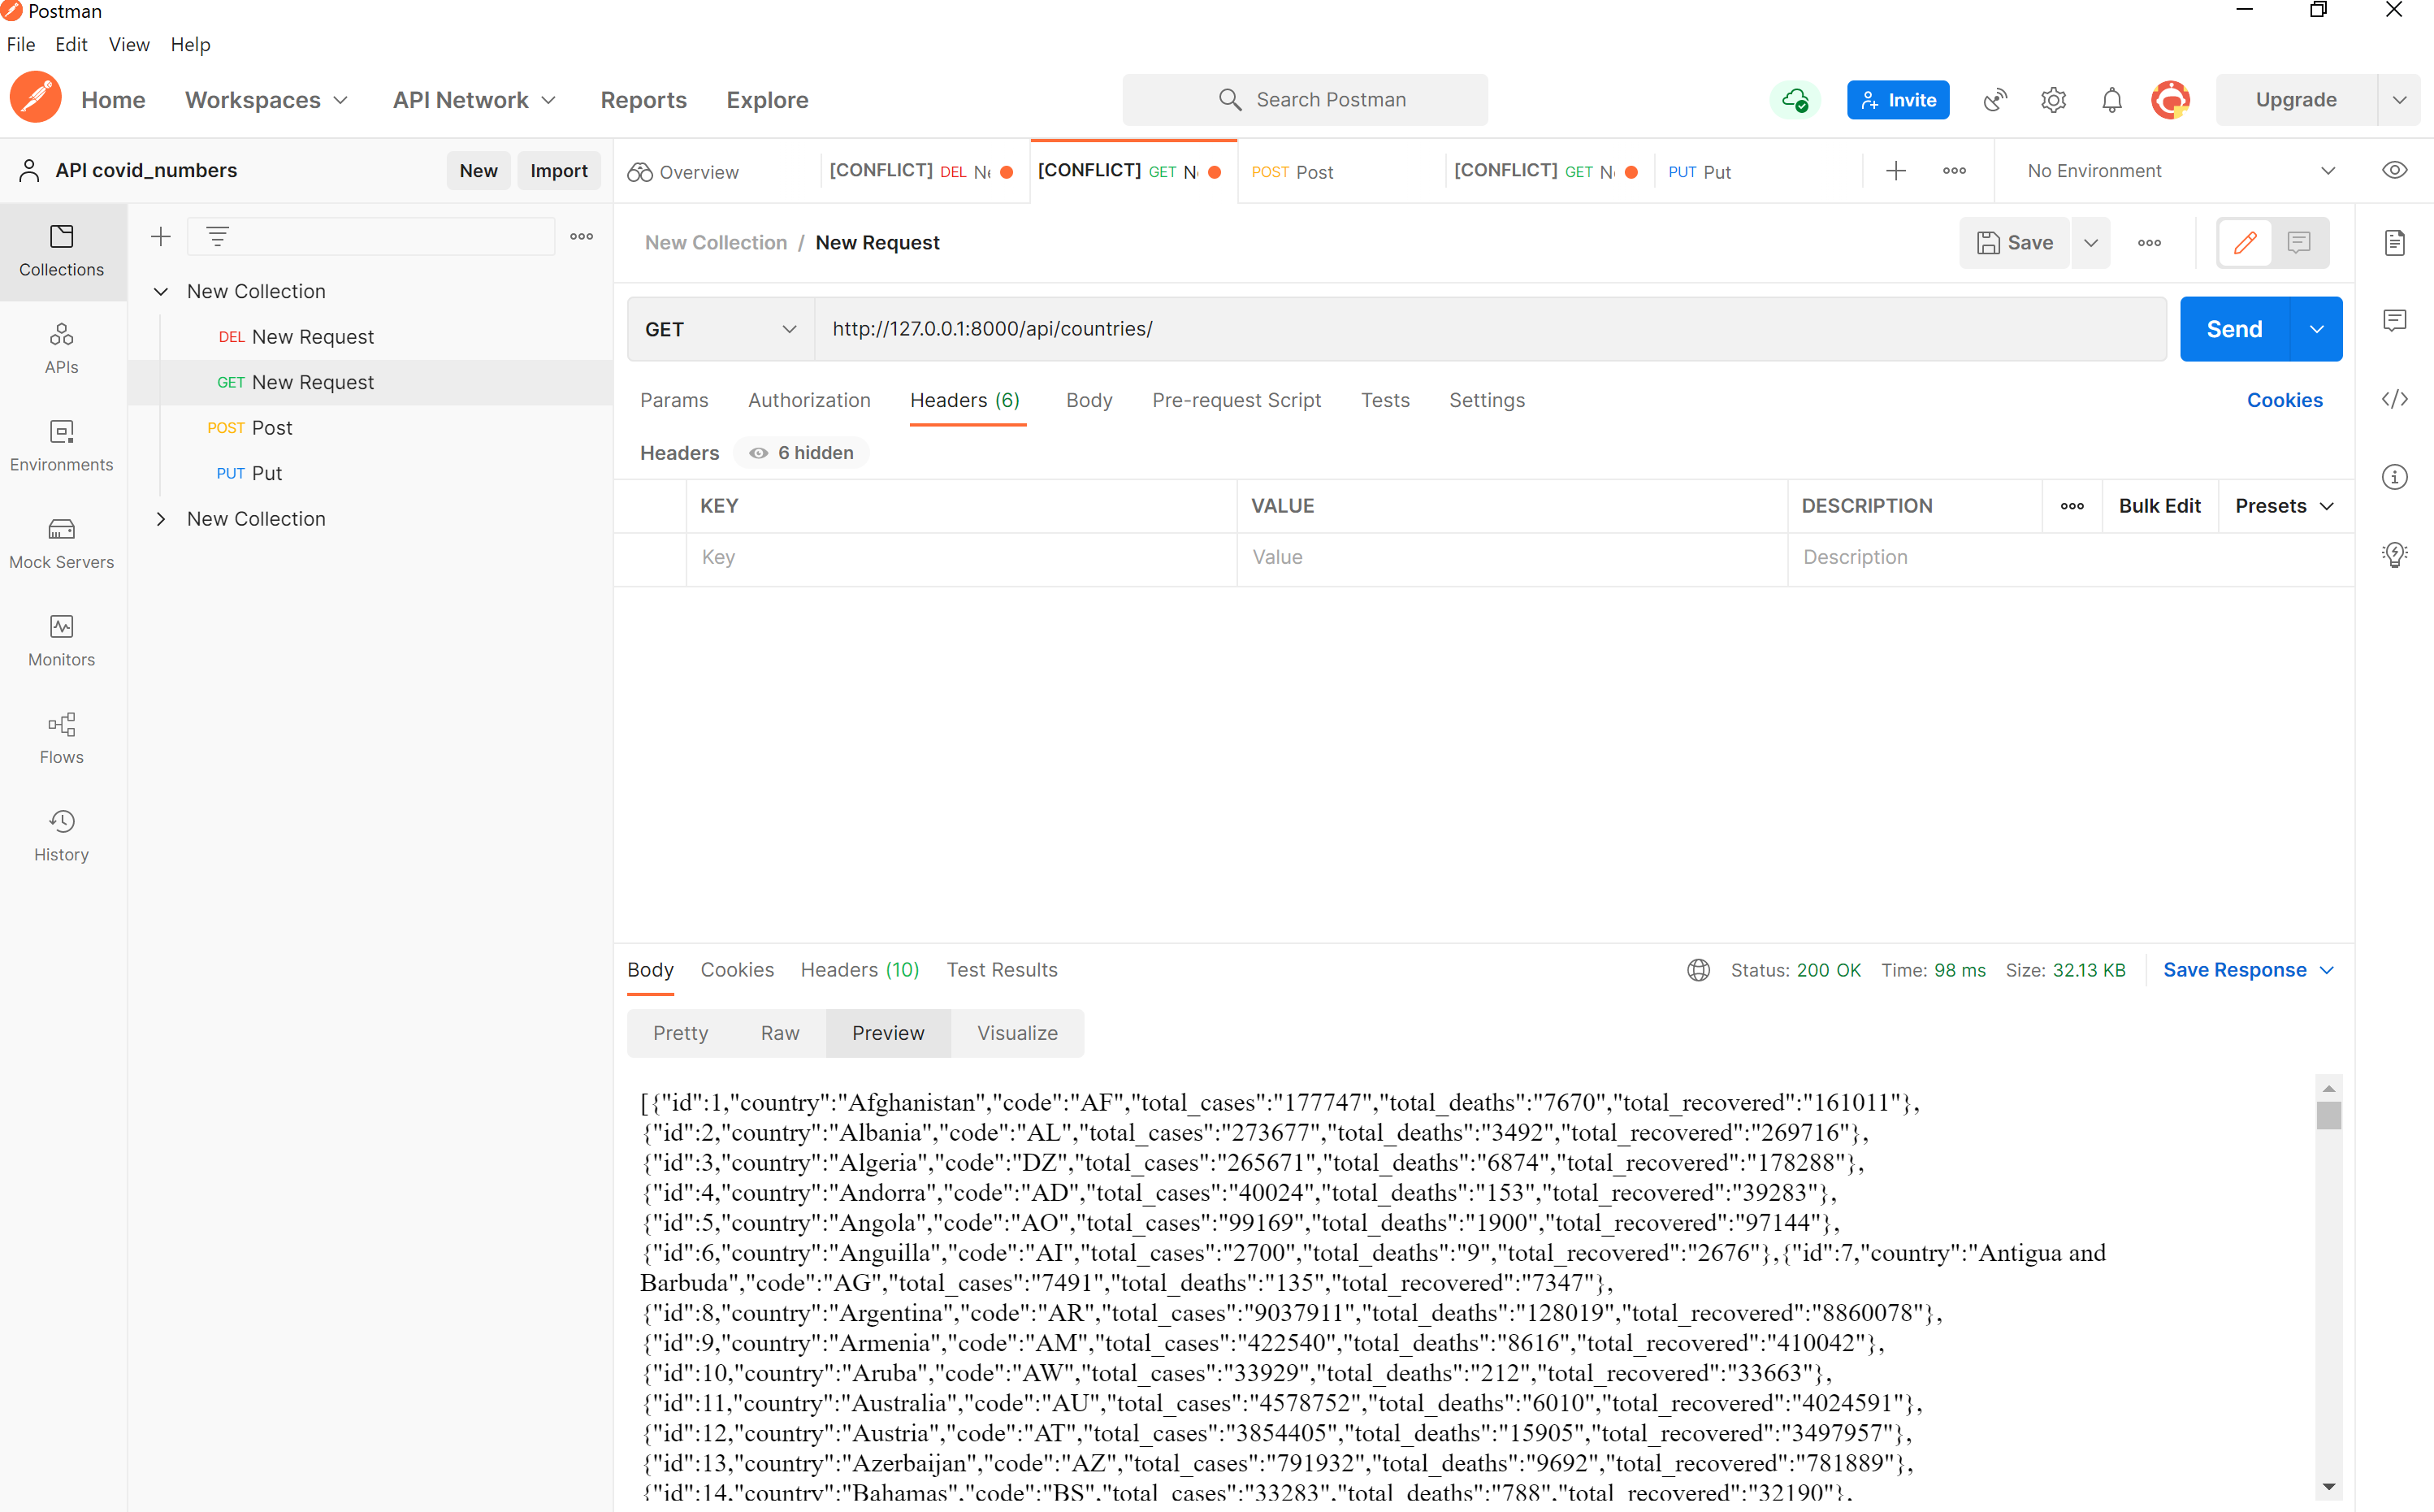 Postman
File Edit View Help
Home Workspaces API Network Reports Explore Search Postman Invite Upgrade
API covid_numbers New Import
Overview [CONFLICT] DEL [CONFLICT] GET POST Post [CONFLICT] GET PUT Put No Environment
Collections
APIs
Environments
Mock Servers
Monitors
Flows
History
New Collection
DEL New Request
GET New Request
POST Post
PUT Put
New Collection
New Collection / New Request Save
GET http://127.0.0.1:8000/api/countries/ Send
Params Authorization Headers (6) Body Pre-request Script Tests Settings Cookies
Headers 6 hidden
KEY VALUE DESCRIPTION Bulk Edit Presets
Key Value Description
Body Cookies Headers (10) Test Results Status: 200 OK Time: 98 ms Size: 32.13 KB Save Response
Pretty Raw Preview Visualize
[{"id":1,"country":"Afghanistan","code":"AF","total_cases":"177747","total_deaths":"7670","total_recovered":"161011"},
{"id":2,"country":"Albania","code":"AL","total_cases":"273677","total_deaths":"3492","total_recovered":"269716"},
{"id":3,"country":"Algeria","code":"DZ","total_cases":"265671","total_deaths":"6874","total_recovered":"178288"},
{"id":4,"country":"Andorra","code":"AD","total_cases":"40024","total_deaths":"153","total_recovered":"39283"},
{"id":5,"country":"Angola","code":"AO","total_cases":"99169","total_deaths":"1900","total_recovered":"97144"},
{"id":6,"country":"Anguilla","code":"AI","total_cases":"2700","total_deaths":"9","total_recovered":"2676"},{"id":7,"country":"Antigua and
Barbuda","code":"AG","total_cases":"7491","total_deaths":"135","total_recovered":"7347"},
{"id":8,"country":"Argentina","code":"AR","total_cases":"9037911","total_deaths":"128019","total_recovered":"8860078"},
{"id":9,"country":"Armenia","code":"AM","total_cases":"422540","total_deaths":"8616","total_recovered":"410042"},
{"id":10,"country":"Aruba","code":"AW","total_cases":"33929","total_deaths":"212","total_recovered":"33663"},
{"id":11,"country":"Australia","code":"AU","total_cases":"4578752","total_deaths":"6010","total_recovered":"4024591"},
{"id":12,"country":"Austria","code":"AT","total_cases":"3854405","total_deaths":"15905","total_recovered":"3497957"},
{"id":13,"country":"Azerbaijan","code":"AZ","total_cases":"791932","total_deaths":"9692","total_recovered":"781889"},
{"id":14,"country":"Bahamas","code":"BS","total_cases":"33283","total_deaths":"788","total_recovered":"32190"},